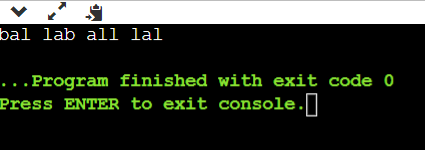 bal lab all lal
...Program finished with exit code 0
Press ENTER to exit console.